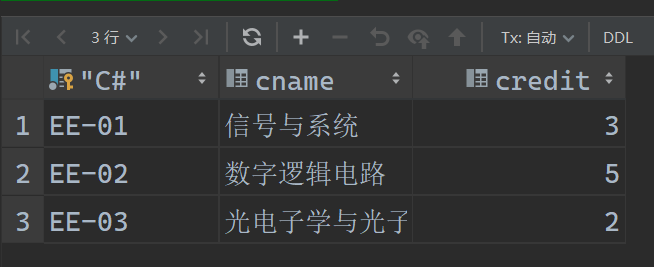 3 行 Tx: 自动 DDL
"C#" cname credit
1 EE-01 信号与系统 3
2 EE-02 数字逻辑电路 5
3 EE-03 光电子学与光子 2